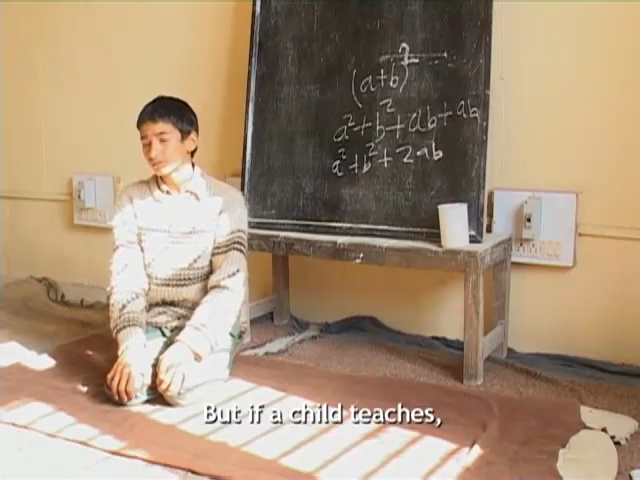 (a+b)²
a²+b²+ab+ab
a²+b²+2ab
But if a child teaches,